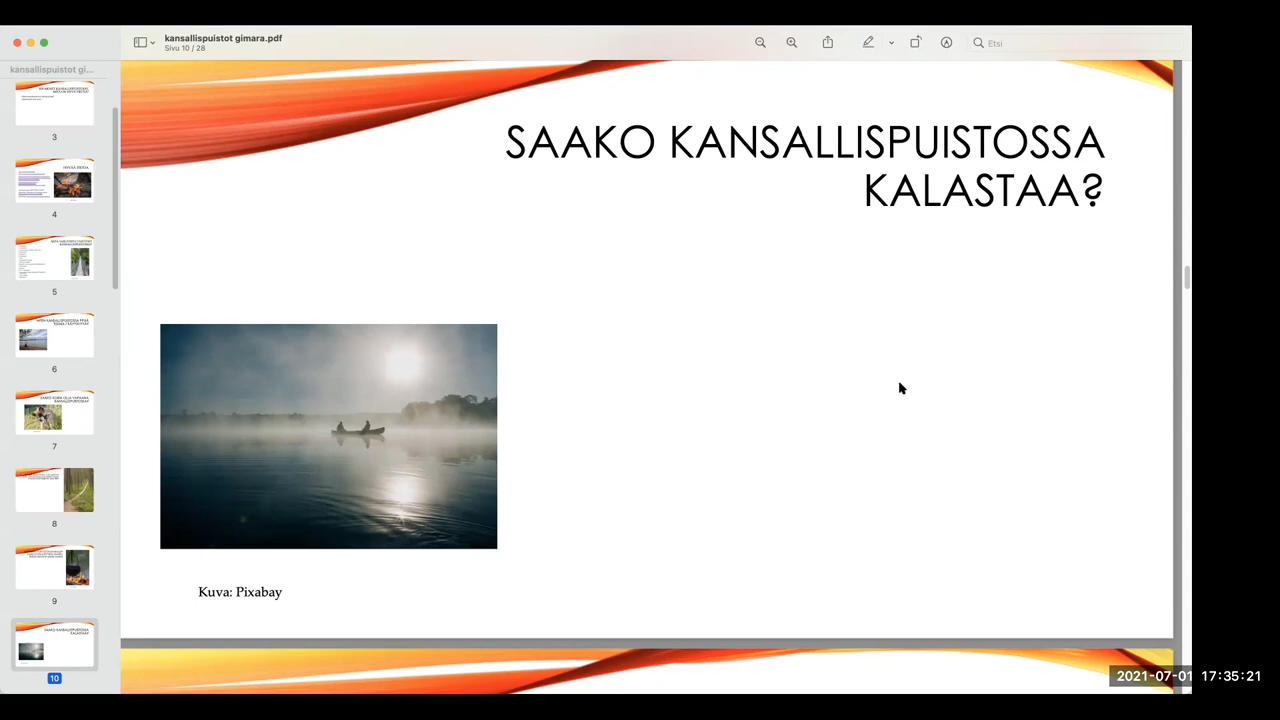 kansallispuistot gimara.pdf
Sivu 10 / 28
Etsi
kansallispuistot gi...
3
4
5
6
7
8
9
10
SAAKO KANSALLISPUISTOSSA
KALASTAA?
Kuva: Pixabay
2021-07-01 17:35:21